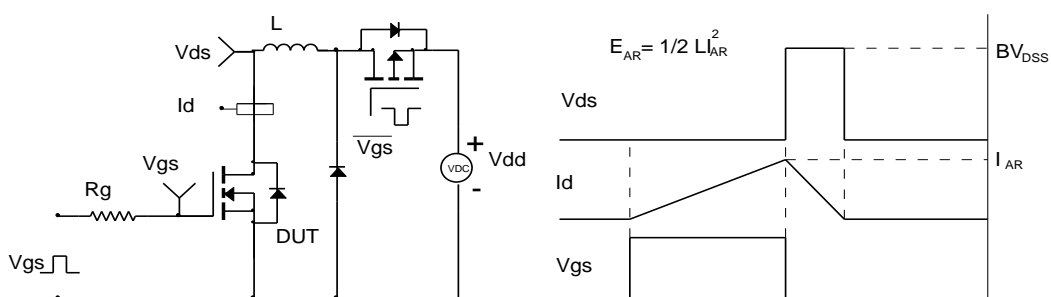 L
Vds
Id
Vgs
Vgs
Rg
DUT
Vgs
+
VDC
-
Vdd
E_AR = 1/2 LI_AR^2
BV_DSS
Vds
I_AR
Id
Vgs